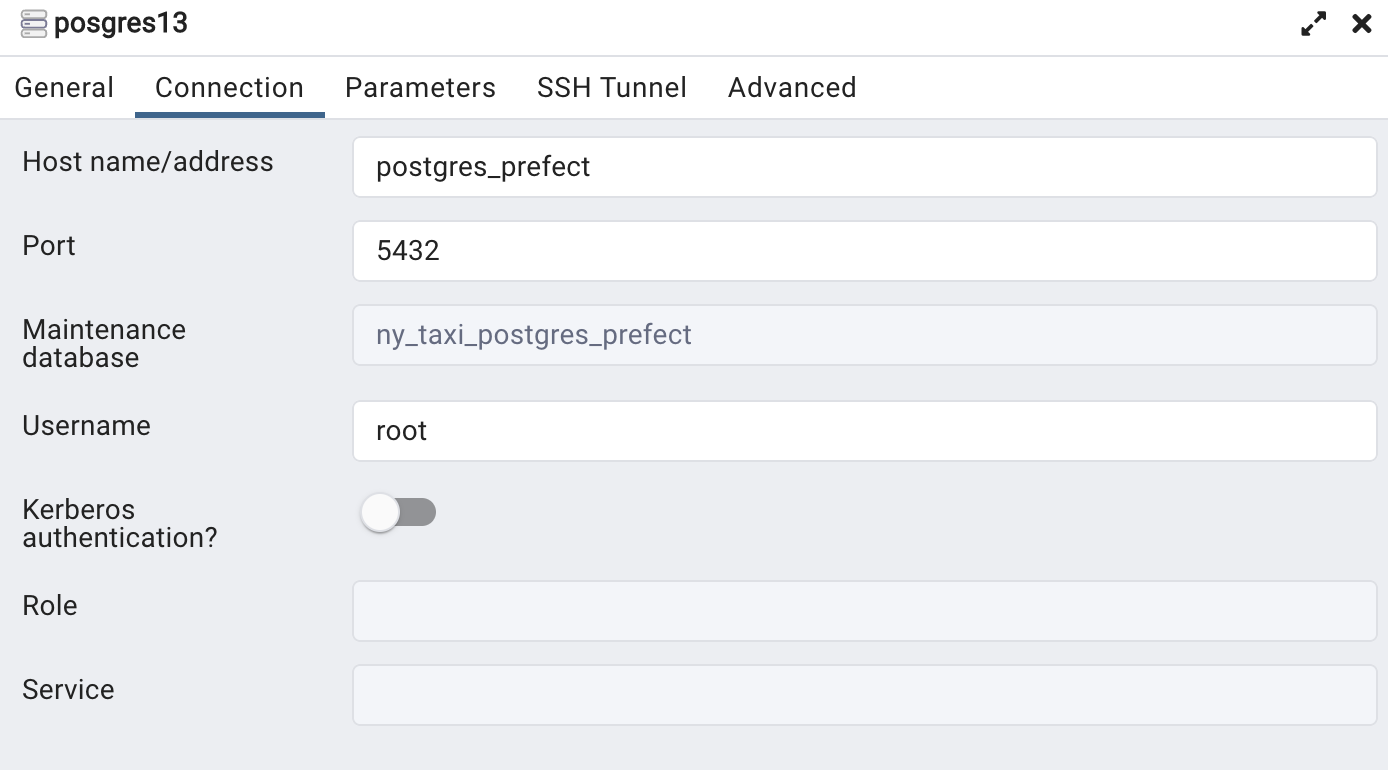 posgres13
General Connection Parameters SSH Tunnel Advanced
Host name/address postgres_prefect
Port 5432
Maintenance
database ny_taxi_postgres_prefect
Username root
Kerberos
authentication?
Role
Service